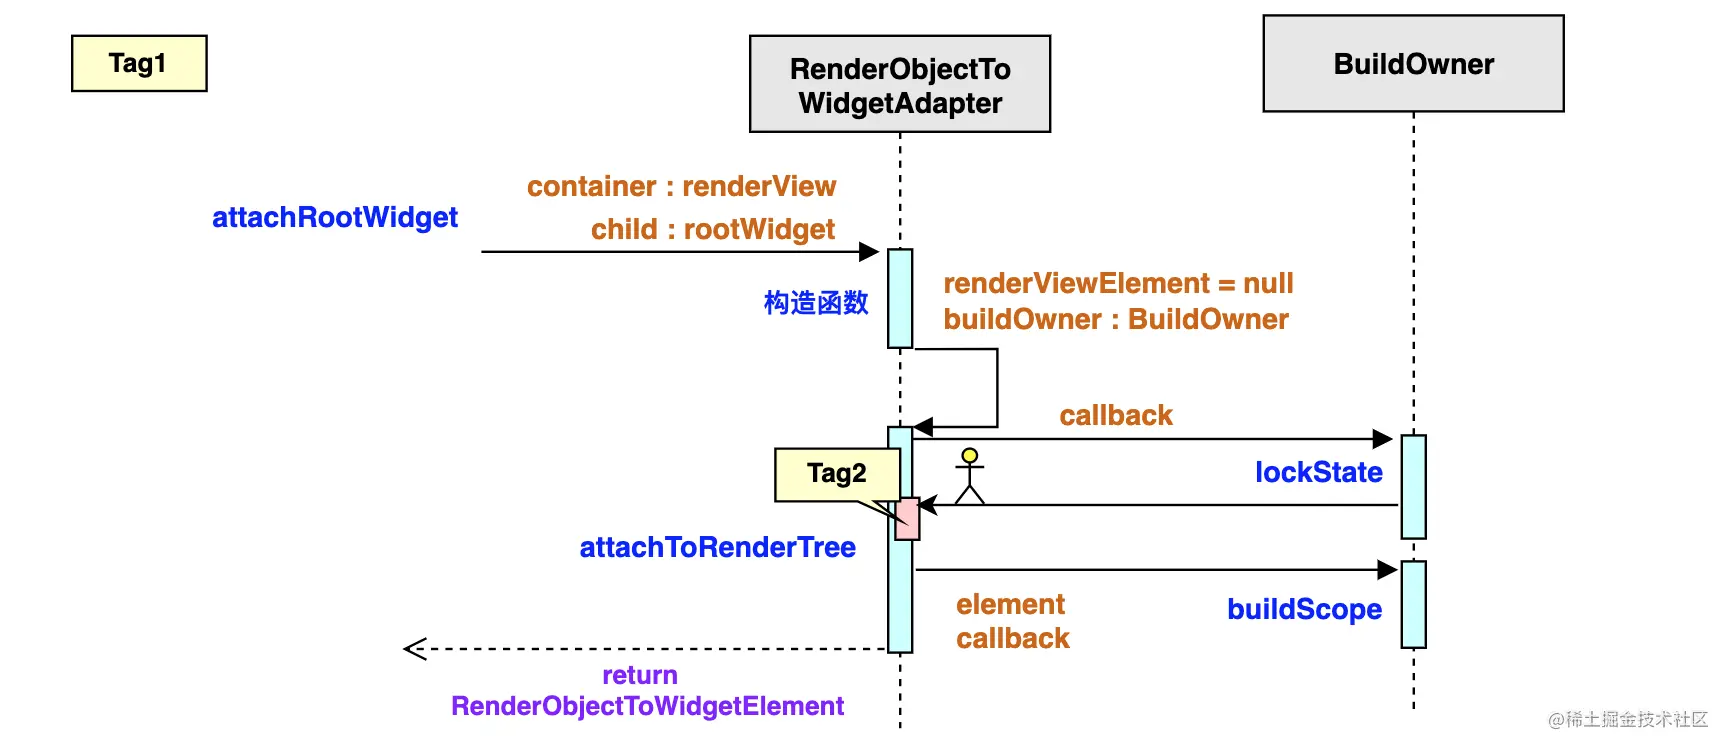 Tag1
RenderObjectTo
WidgetAdapter
BuildOwner
container : renderView
attachRootWidget
child : rootWidget
构造函数
renderViewElement = null
buildOwner : BuildOwner
callback
Tag2
lockState
attachToRenderTree
element
callback
buildScope
return
RenderObjectToWidgetElement
@稀土掘金技术社区